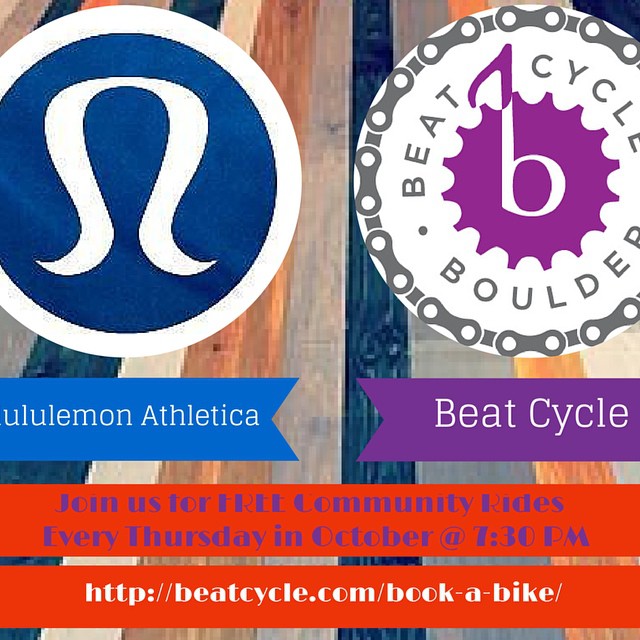 BEAT CYCLE
b
• BOULDER
lululemon Athletica
Beat Cycle
Join us for FREE Community Rides
Every Thursday in October @ 7:30 PM
http://beatcycle.com/book-a-bike/